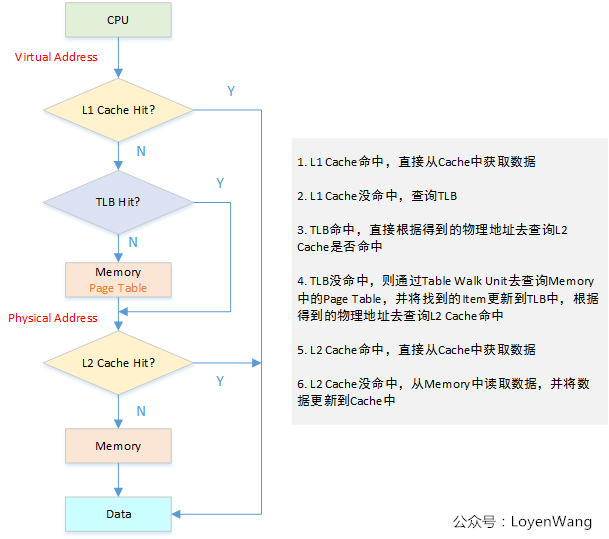 CPU
Virtual Address
Y
L1 Cache Hit?
N
Y
TLB Hit?
N
Memory
Page Table
Physical Address
L2 Cache Hit?
Y
N
Memory
Data
1. L1 Cache命中，直接从Cache中获取数据
2. L1 Cache没命中，查询TLB
3. TLB命中，直接根据得到的物理地址去查询L2
Cache是否命中
4. TLB没命中，则通过Table Walk Unit去查询Memory
中的Page Table，并将找到的Item更新到TLB中，根据
得到的物理地址去查询L2 Cache命中
5. L2 Cache命中，直接从Cache中获取数据
6. L2 Cache没命中，从Memory中读取数据，并将数
据更新到Cache中
公众号：LoyenWang